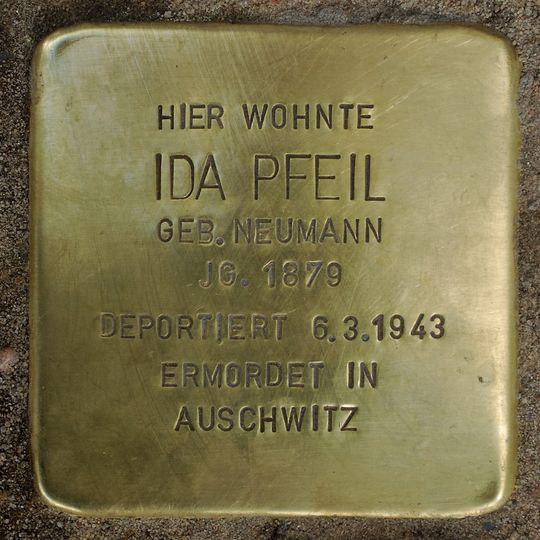 HIER WOHNTE
IDA PFEIL
GEB. NEUMANN
JG. 1879
DEPORTIERT 6.3.1943
ERMORDET IN
AUSCHWITZ